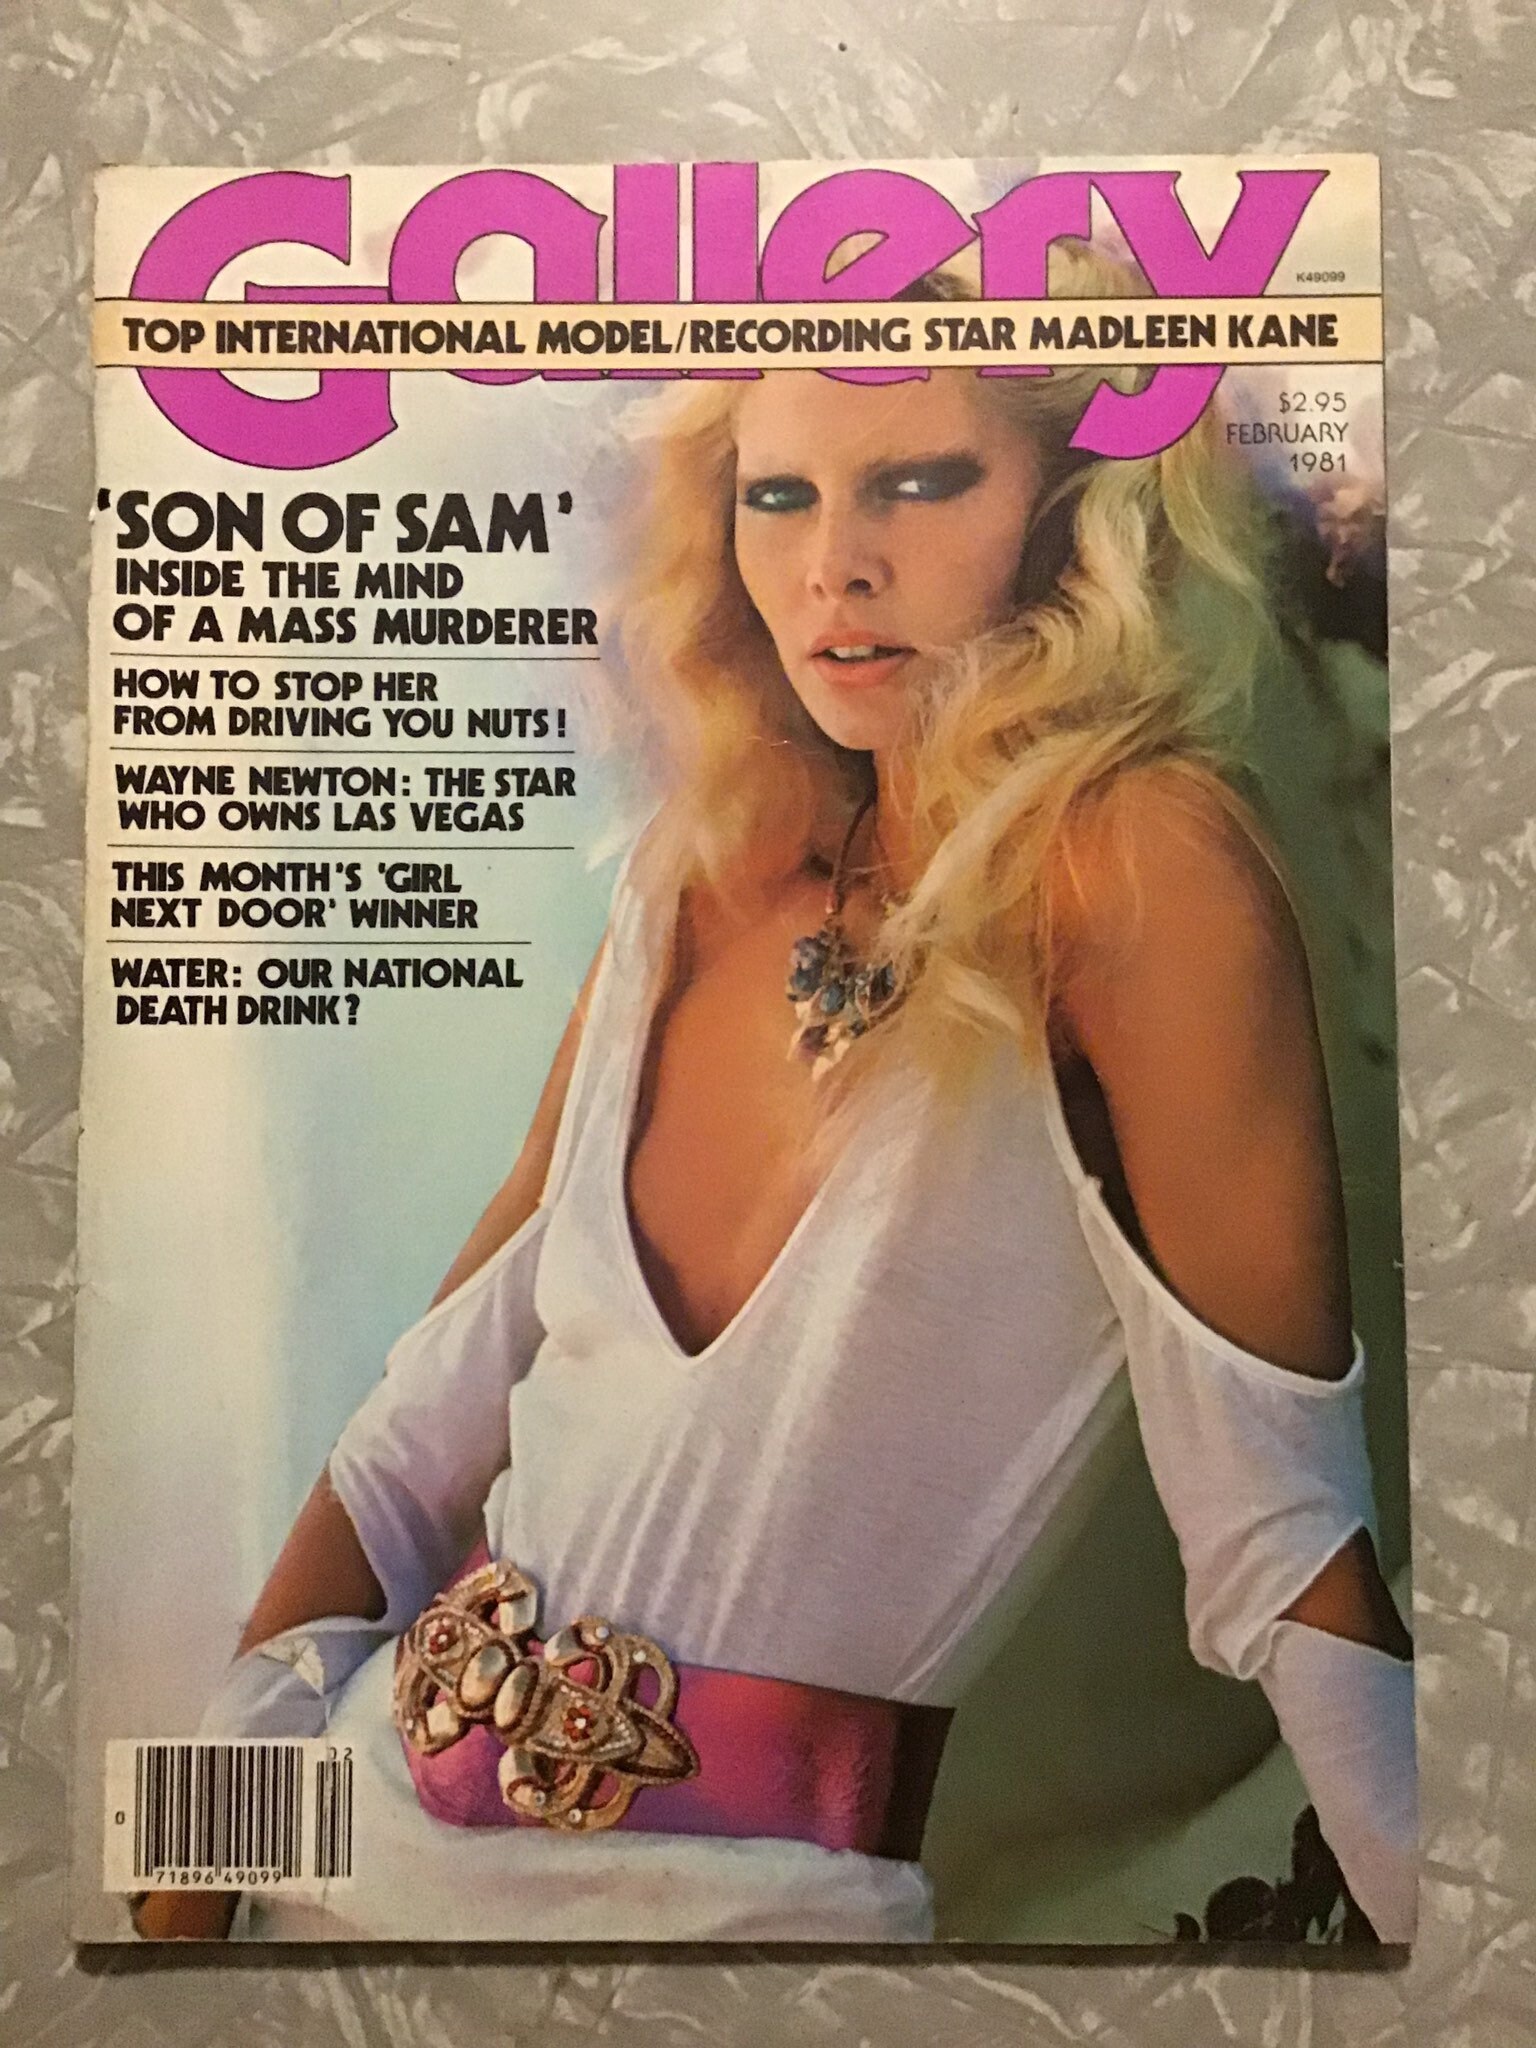 Gallery
K49099
TOP INTERNATIONAL MODEL/RECORDING STAR MADLEEN KANE
$2.95
FEBRUARY
1981
'SON OF SAM'
INSIDE THE MIND
OF A MASS MURDERER
HOW TO STOP HER
FROM DRIVING YOU NUTS!
WAYNE NEWTON: THE STAR
WHO OWNS LAS VEGAS
THIS MONTH'S 'GIRL
NEXT DOOR' WINNER
WATER: OUR NATIONAL
DEATH DRINK?
02
0 71896 49099